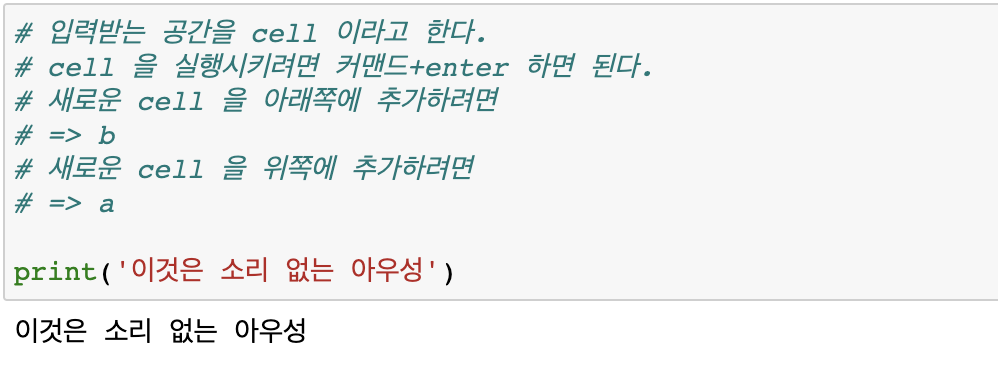 # 입력받는 공간을 cell 이라고 한다.
# cell 을 실행시키려면 커맨드+enter 하면 된다.
# 새로운 cell 을 아래쪽에 추가하려면
# => b
# 새로운 cell 을 위쪽에 추가하려면
# => a
print('이것은 소리 없는 아우성')
이것은 소리 없는 아우성